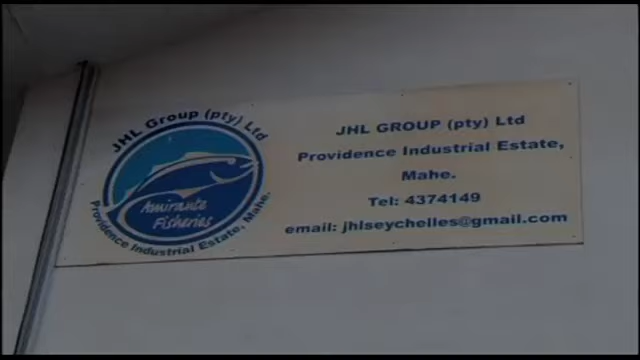 JHL Group (pty) Ltd
Amirante
Fisheries
Providence Industrial Estate, Mahe.
JHL GROUP (pty) Ltd
Providence Industrial Estate,
Mahe.
Tel: 4374149
email: jhlseychelles@gmail.com